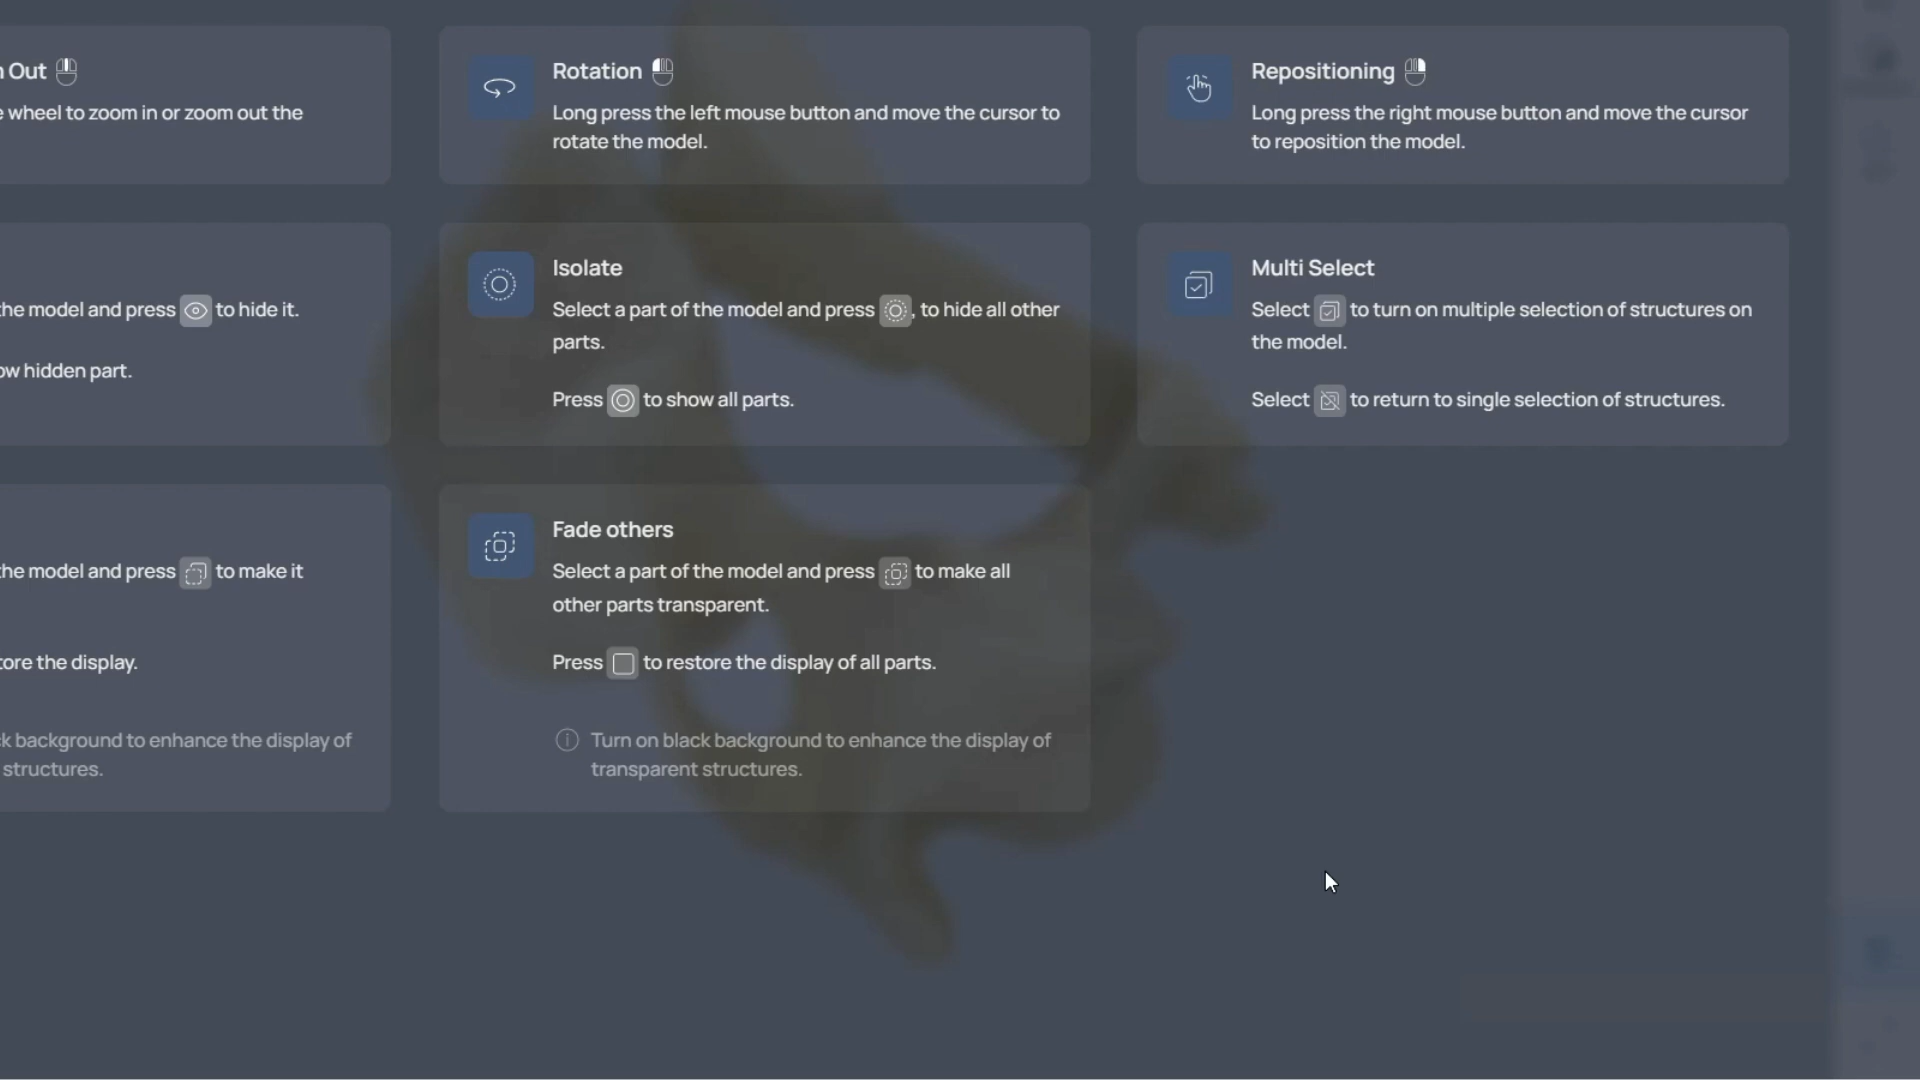 Out
wheel to zoom in or zoom out the
Rotation
Long press the left mouse button and move the cursor to
rotate the model.
Repositioning
Long press the right mouse button and move the cursor
to reposition the model.
the model and press to hide it.
hidden part.
Isolate
Select a part of the model and press , to hide all other
parts.
Press to show all parts.
Multi Select
Select to turn on multiple selection of structures on
the model.
Select to return to single selection of structures.
the model and press to make it
the display.
background to enhance the display of
structures.
Fade others
Select a part of the model and press to make all
other parts transparent.
Press to restore the display of all parts.
Turn on black background to enhance the display of
transparent structures.